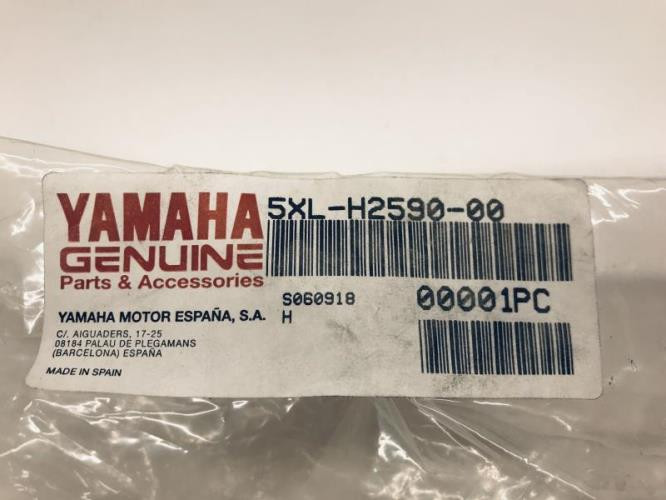 YAMAHA
GENUINE
Parts & Accessories
YAMAHA MOTOR ESPAÑA, S.A.
C/. AIGUADERS, 17-25
08184 PALAU DE PLEGAMANS
(BARCELONA) ESPAÑA
MADE IN SPAIN
5XL-H2590-00
S060918
H
00001PC